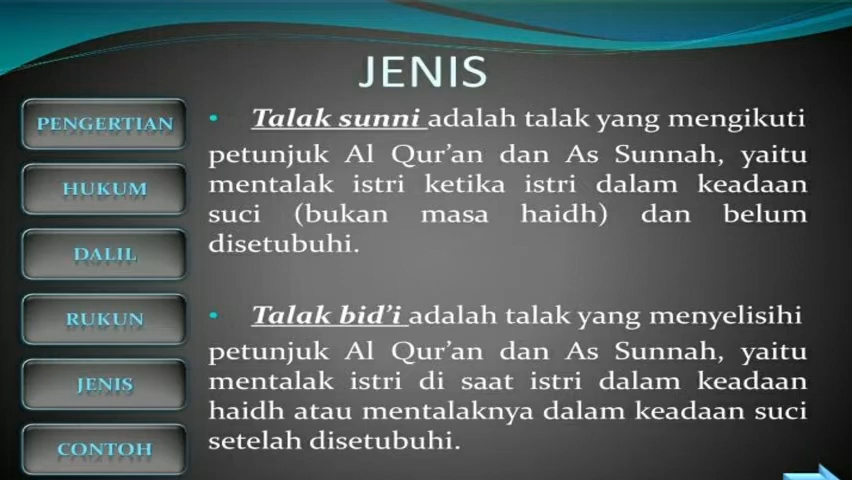 JENIS
PENGERTIAN
HUKUM
DALIL
RUKUN
JENIS
CONTOH
• Talak sunni adalah talak yang mengikuti
petunjuk Al Qur’an dan As Sunnah, yaitu
mentalak istri ketika istri dalam keadaan
suci (bukan masa haidh) dan belum
disetubuhi.
• Talak bid’i adalah talak yang menyelisihi
petunjuk Al Qur’an dan As Sunnah, yaitu
mentalak istri di saat istri dalam keadaan
haidh atau mentalaknya dalam keadaan suci
setelah disetubuhi.